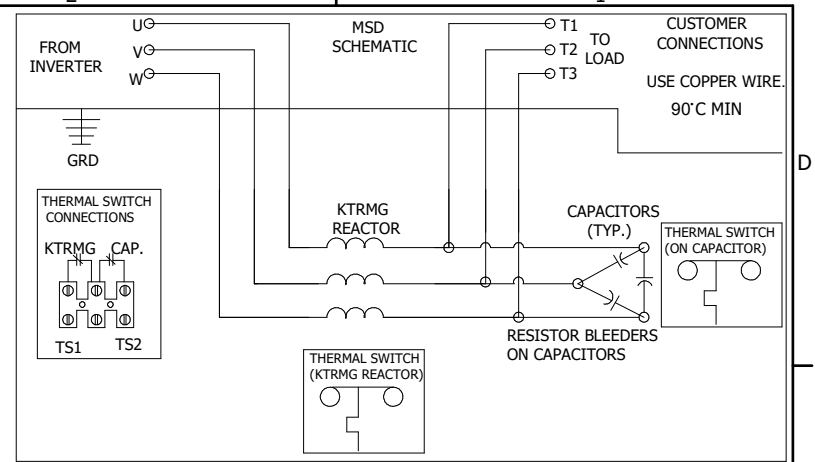 U
V
W
FROM
INVERTER
MSD
SCHEMATIC
T1
T2
T3
TO
LOAD
CUSTOMER
CONNECTIONS
USE COPPER WIRE.
90°C MIN
GRD
D
THERMAL SWITCH
CONNECTIONS
KTRMG CAP.
TS1 TS2
KTRMG
REACTOR
CAPACITORS
(TYP.)
THERMAL SWITCH
(ON CAPACITOR)
RESISTOR BLEEDERS
ON CAPACITORS
THERMAL SWITCH
(KTRMG REACTOR)